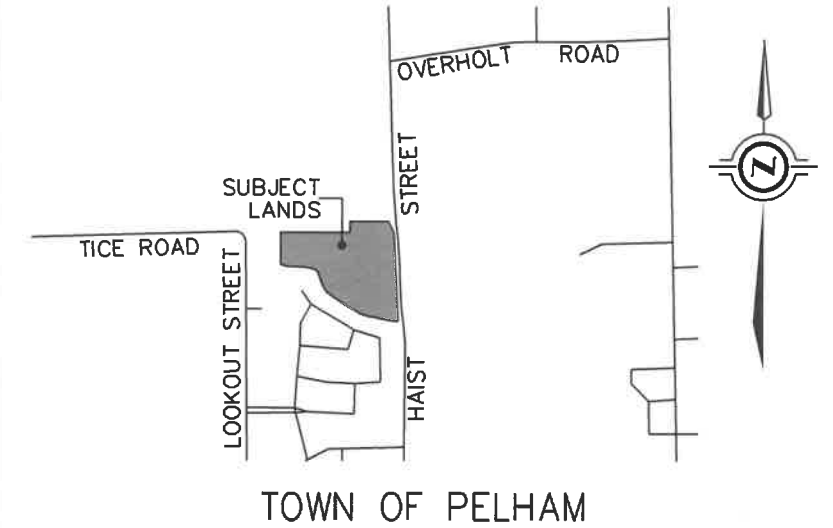 OVERHOLT ROAD
STREET
SUBJECT
LANDS
TICE ROAD
LOOKOUT STREET
HAIST
N
TOWN OF PELHAM